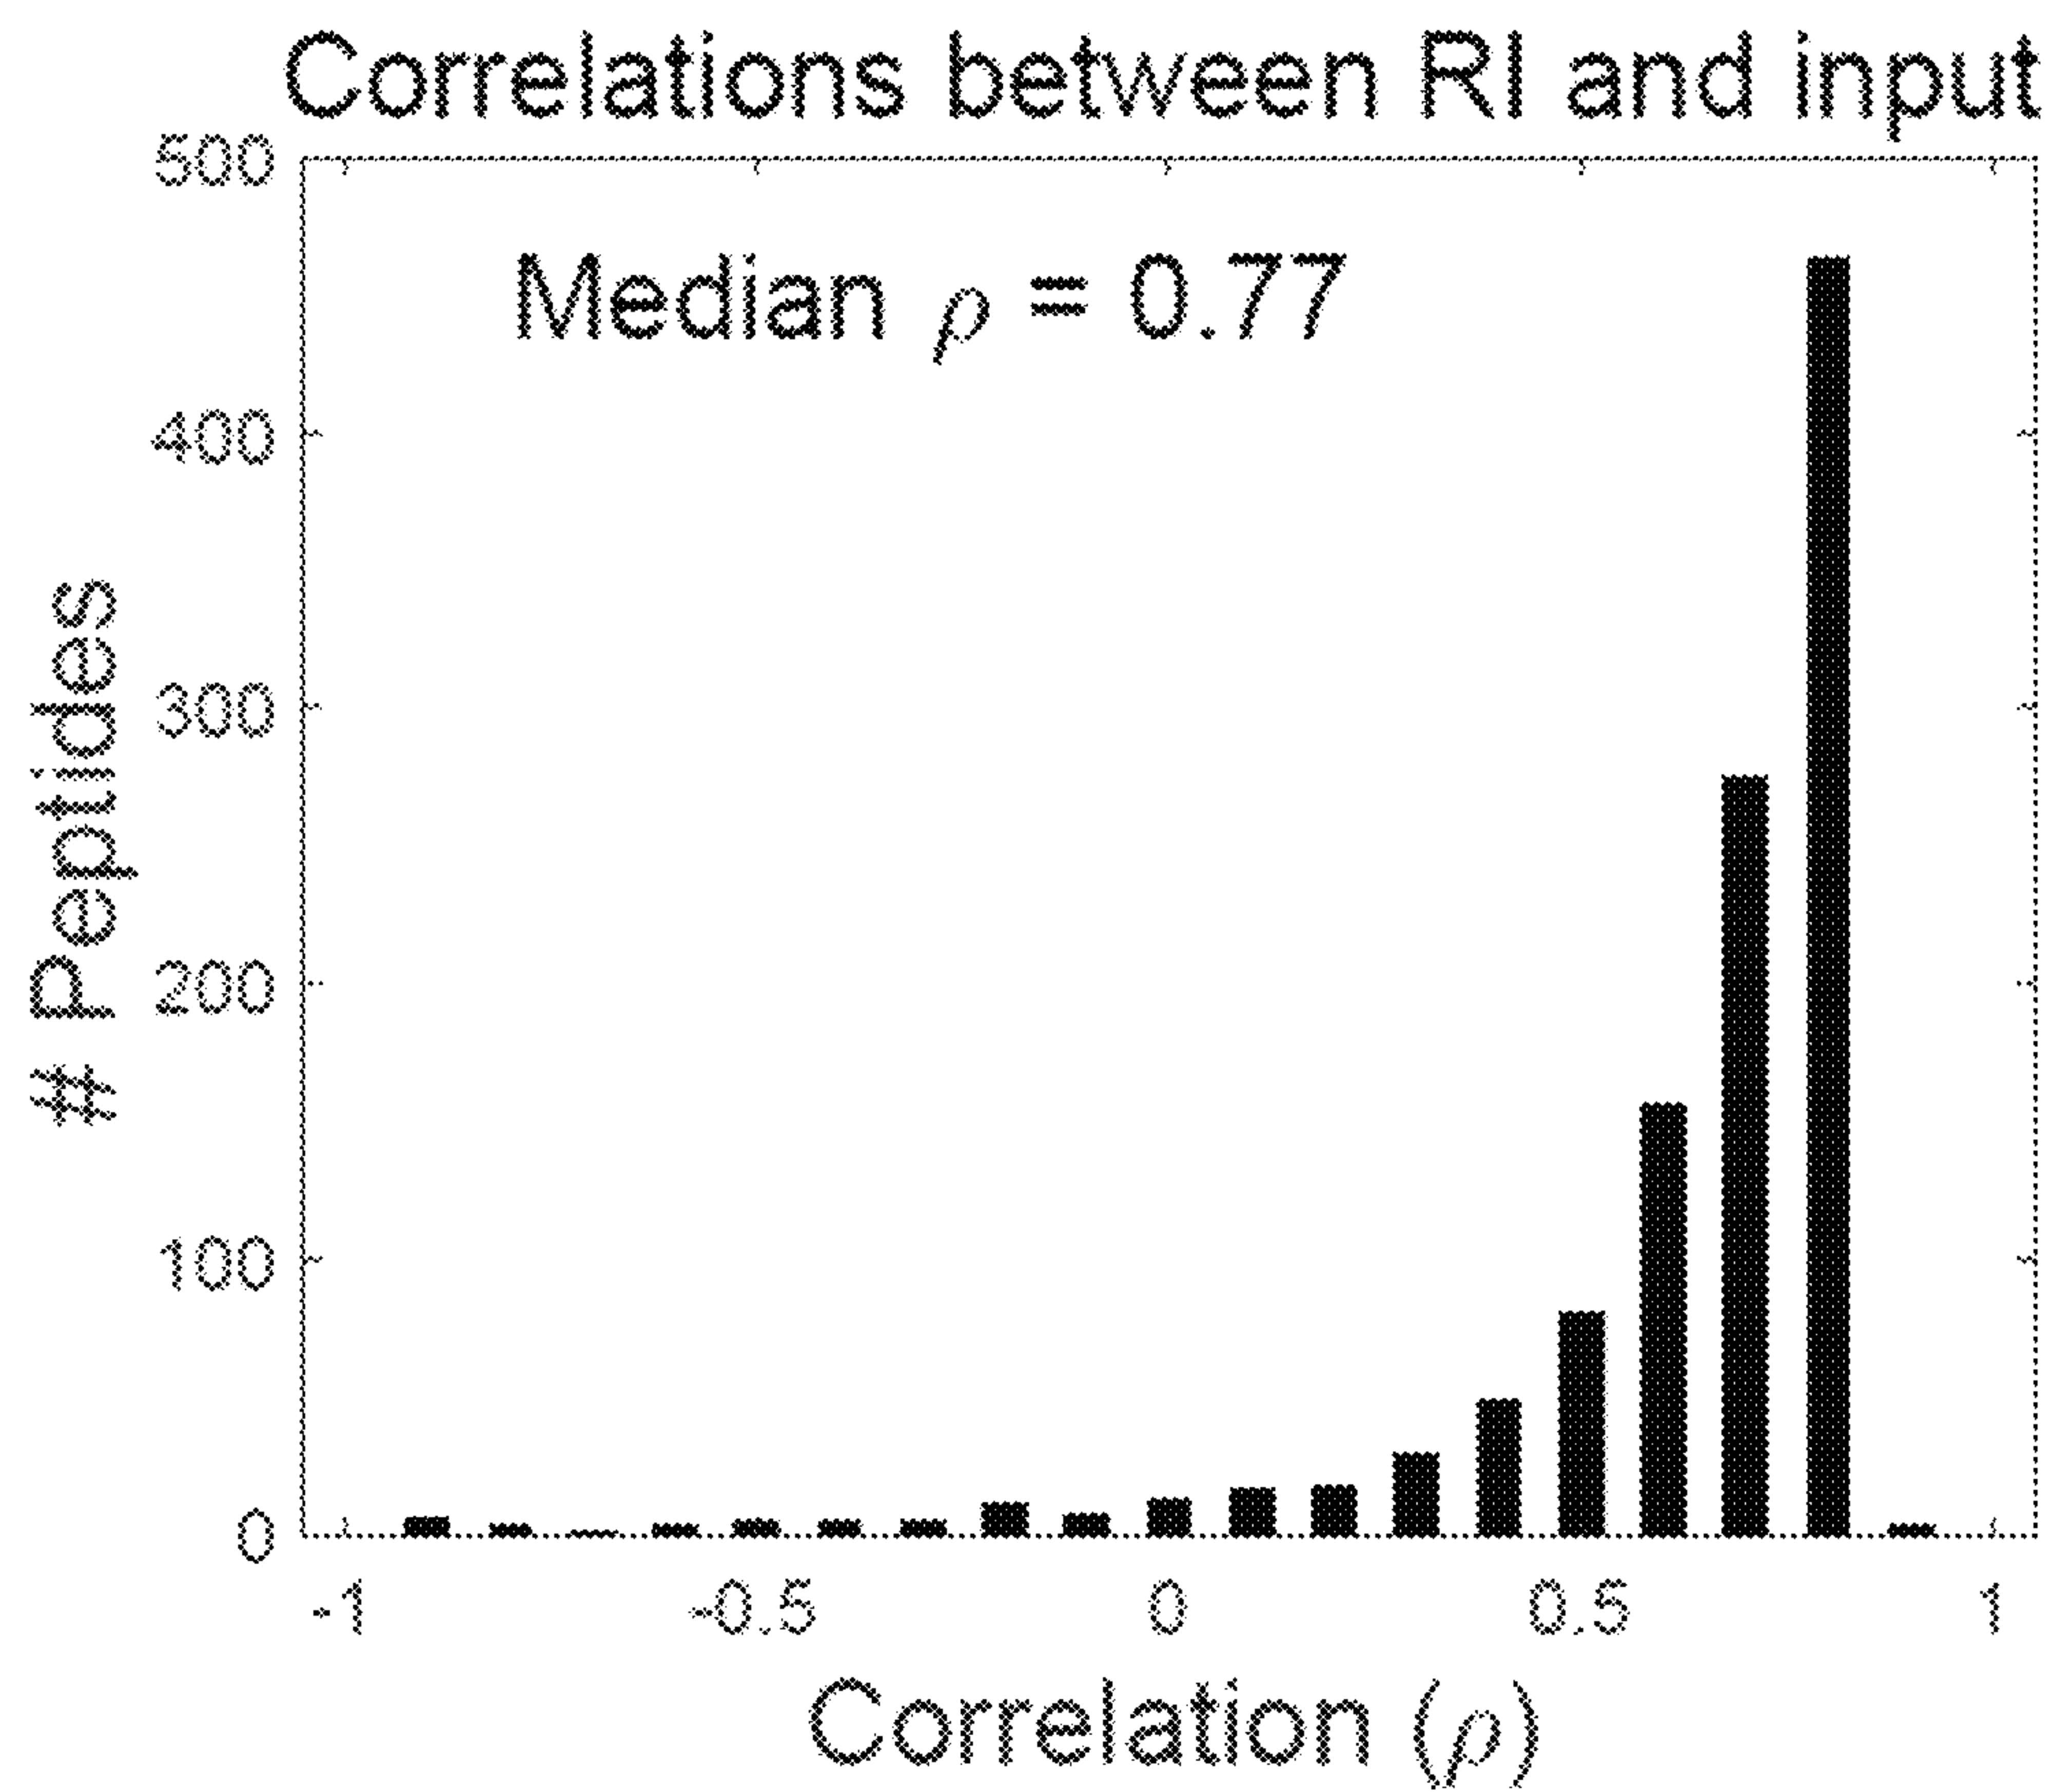 Correlations between RI and input
500
Median ρ = 0.77
400
300
200
100
0
# Peptides
-1 -0.5 0 0.5 1
Correlation (ρ)